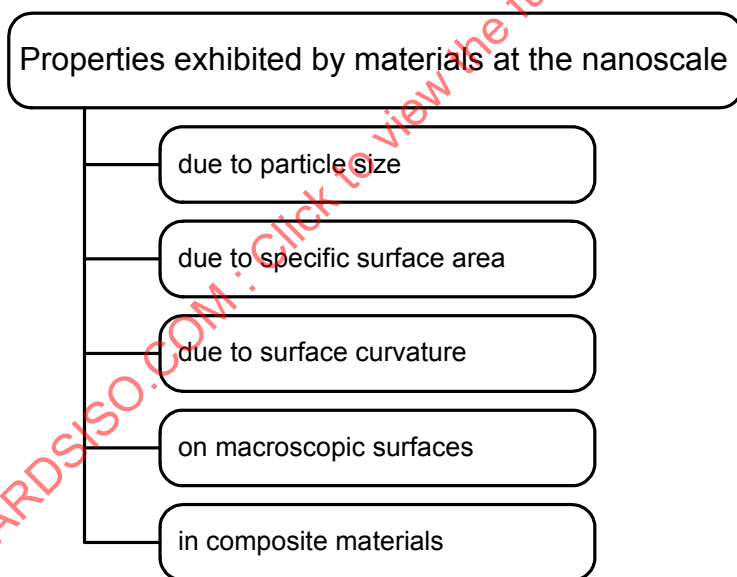 Properties exhibited by materials at the nanoscale
due to particle size
due to specific surface area
due to surface curvature
on macroscopic surfaces
in composite materials
ARDSISO.COM : Click to view the